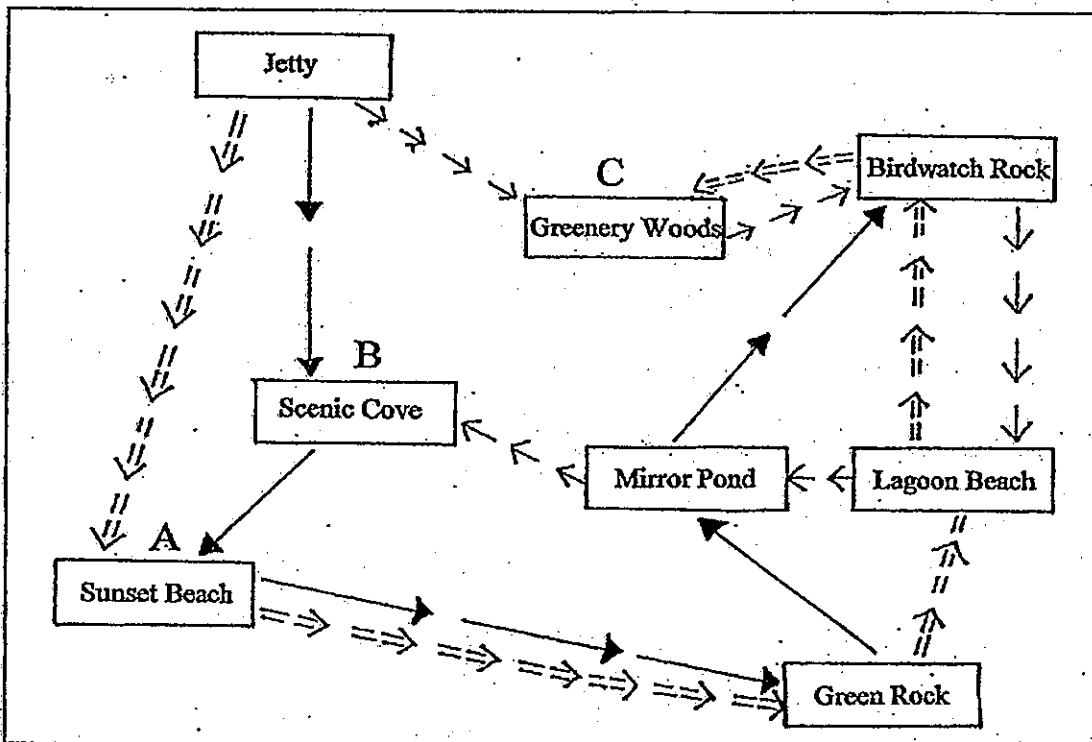 Jetty
Birdwatch Rock
C
Greenery Woods
B
Scenic Cove
Mirror Pond
Lagoon Beach
A
Sunset Beach
Green Rock